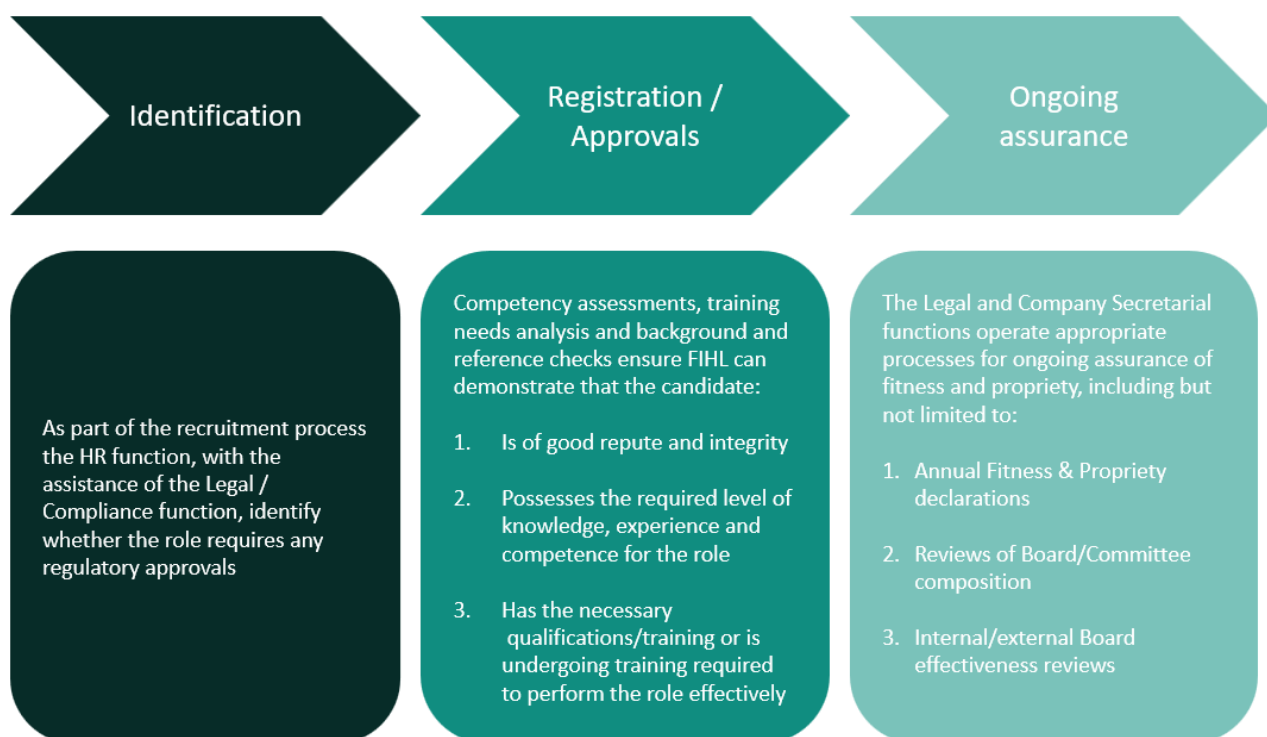 Identification
Registration /
Approvals
Ongoing
assurance
As part of the recruitment process
the HR function, with the
assistance of the Legal /
Compliance function, identify
whether the role requires any
regulatory approvals
Competency assessments, training
needs analysis and background and
reference checks ensure FIHL can
demonstrate that the candidate:
1. Is of good repute and integrity
2. Possesses the required level of
knowledge, experience and
competence for the role
3. Has the necessary
qualifications/training or is
undergoing training required
to perform the role effectively
The Legal and Company Secretarial
functions operate appropriate
processes for ongoing assurance of
fitness and propriety, including but
not limited to:
1. Annual Fitness & Propriety
declarations
2. Reviews of Board/Committee
composition
3. Internal/external Board
effectiveness reviews